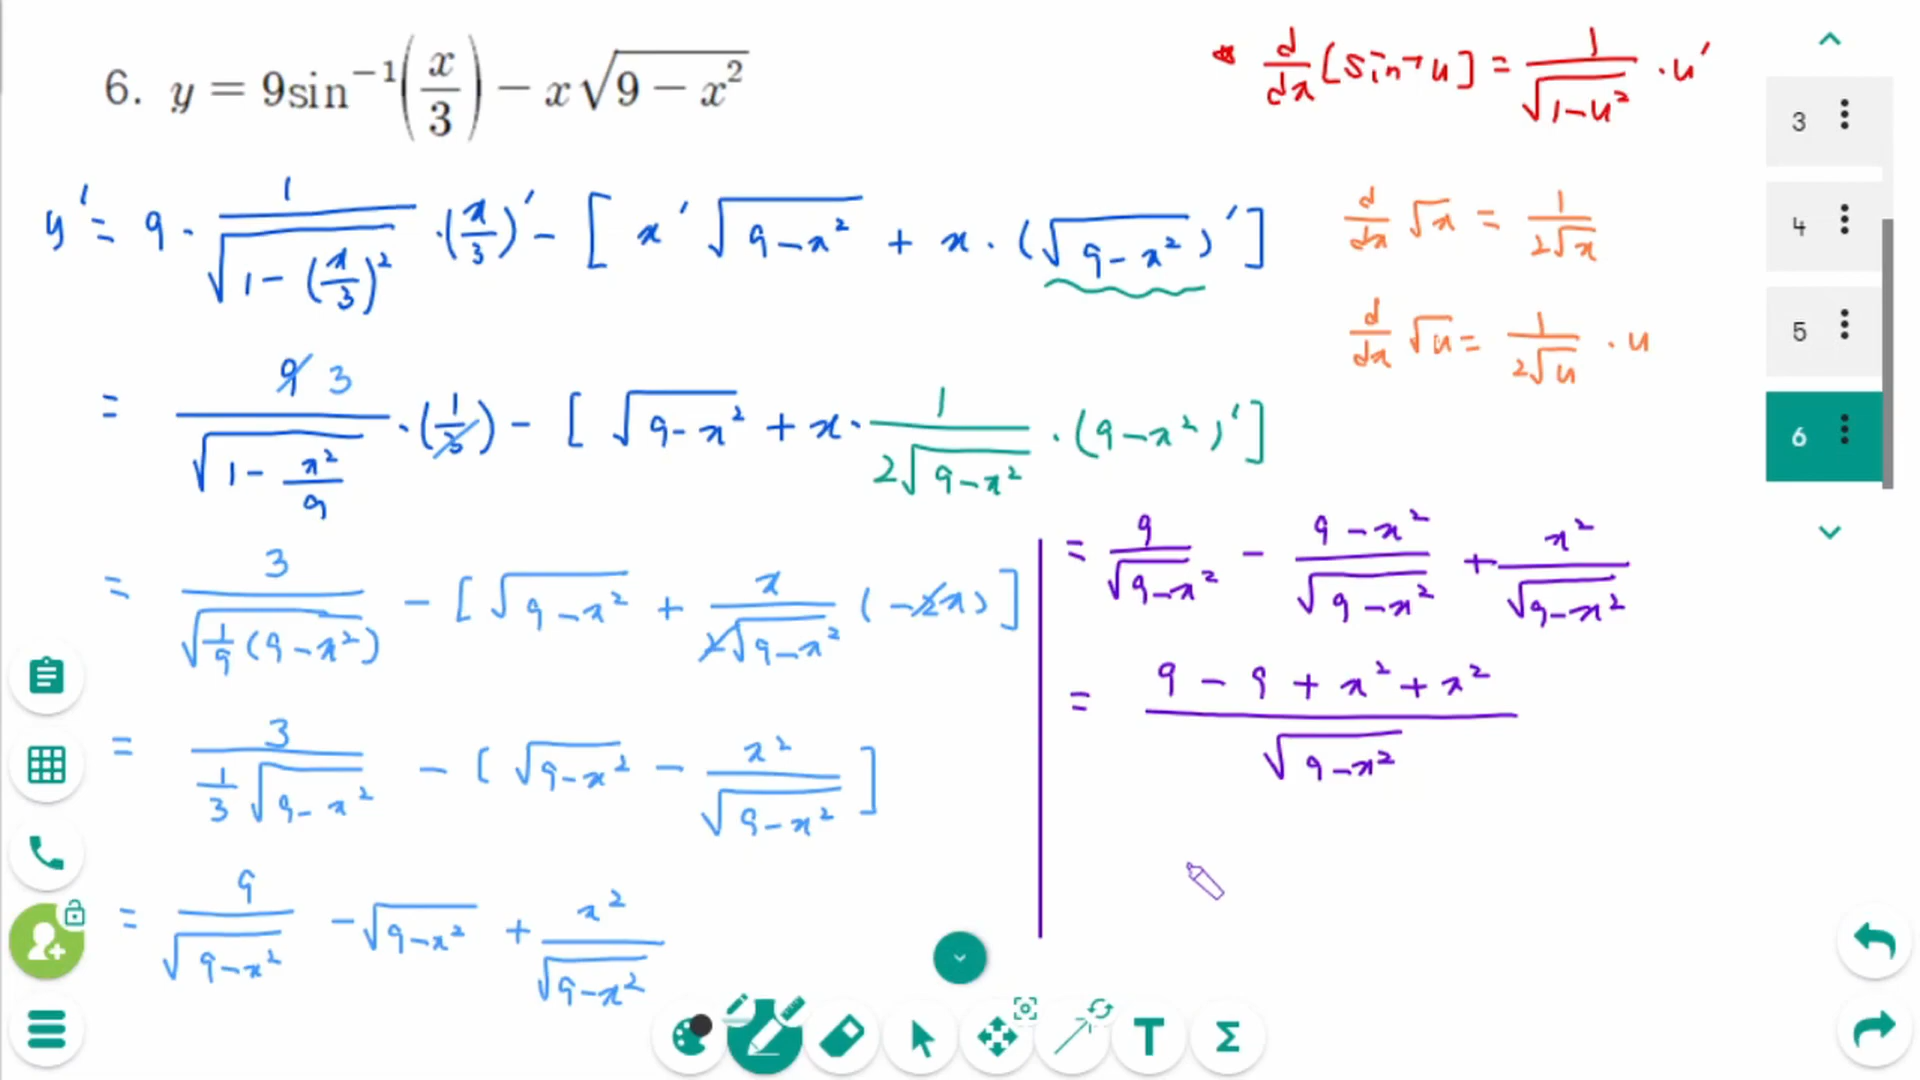 6. y = 9sin⁻¹(x/3) − x√(9 − x²)
* d/dx [sin⁻¹u] = 1/√(1−u²) · u'
y' = 9 · 1/√(1−(x/3)²) · (x/3)' − [ x' √(9−x²) + x · (√(9−x²))' ]
d/dx √x = 1/(2√x)
d/dx √u = 1/(2√u) · u
= 9 3/√(1−x²/9) · (1/3) − [ √(9−x²) + x · 1/(2√(9−x²)) · (9−x²)' ]
= 3/√(1/9 (9−x²)) − [ √(9−x²) + x/(2√(9−x²)) (−2x) ]
= 3/(1/3 √(9−x²)) − [ √(9−x²) − x²/√(9−x²) ]
= 9/√(9−x²) − √(9−x²) + x²/√(9−x²)
= 9/√(9−x²) − (9−x²)/√(9−x²) + x²/√(9−x²)
= (9 − 9 + x² + x²)/√(9−x²)
3
4
5
6
T
Σ